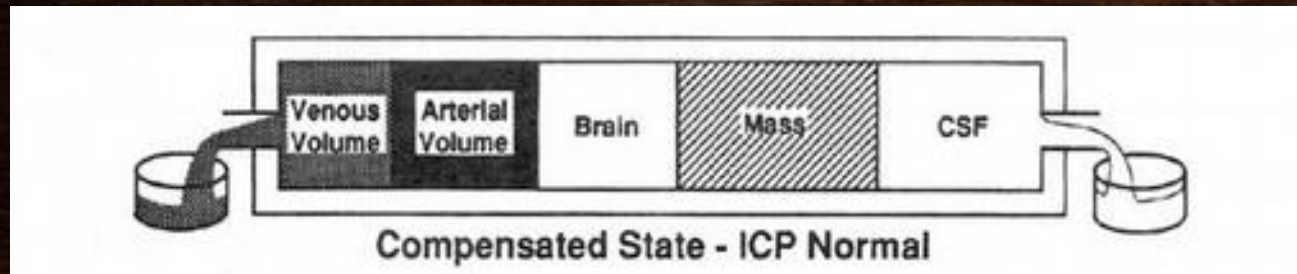 Venous
Volume
Arterial
Volume
Brain
Mass
CSF
Compensated State - ICP Normal